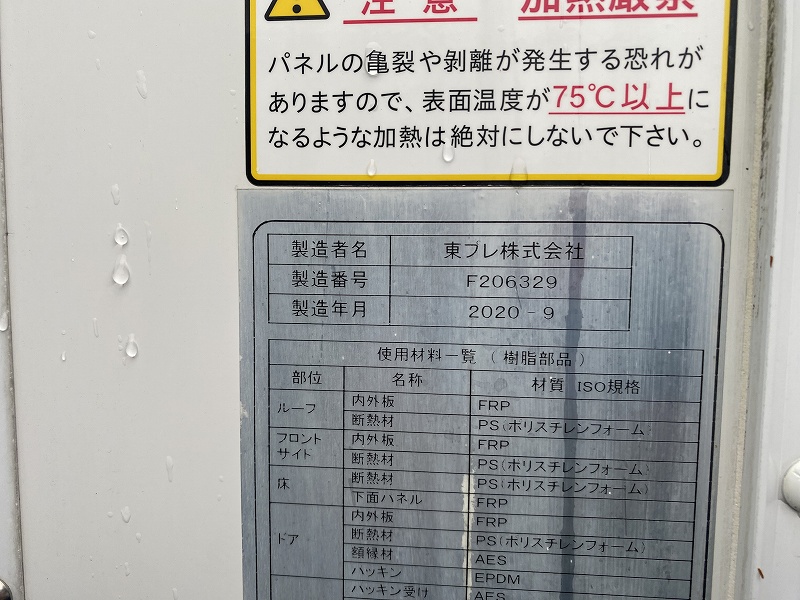 注意 加熱厳禁
パネルの亀裂や剥離が発生する恐れが
ありますので、表面温度が75℃以上に
なるような加熱は絶対にしないで下さい。
製造者名 東プレ株式会社
製造番号 F206329
製造年月 2020-9
使用材料一覧(樹脂部品)
部位 名称 材質 ISO規格
ルーフ 内外板 FRP
断熱材 PS(ポリスチレンフォーム
フロント
サイド 内外板 FRP
断熱材 PS(ポリスチレンフォーム)
床 断熱材 PS(ポリスチレンフォーム)
下面パネル FRP
ドア 内外板 FRP
断熱材 PS(ポリスチレンフォーム)
額縁材 AES
パッキン EPDM
パッキン受け AES